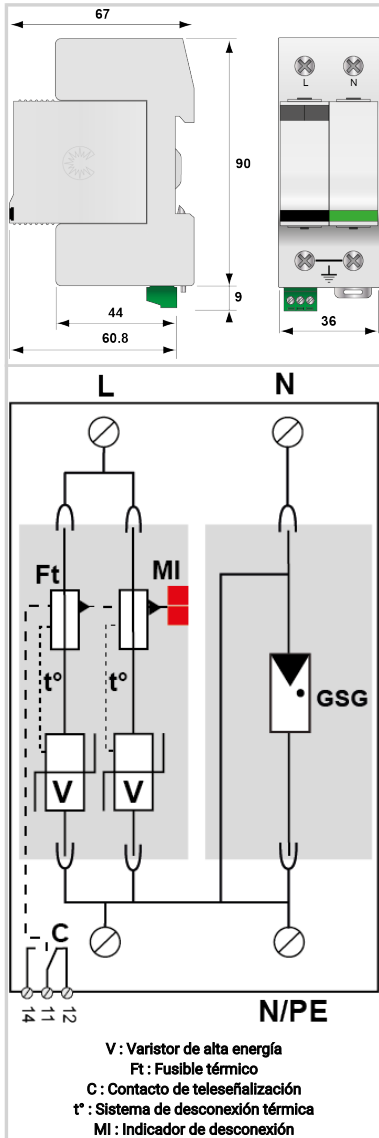 67
L N
90
9
44
60.8
36
L N
Ft MI
t° t°
GSG
V V
C
14 11 12
N/PE
V : Varistor de alta energía
Ft : Fusible térmico
C : Contacto de teleseñalización
t° : Sistema de desconexión térmica
MI : Indicador de desconexión